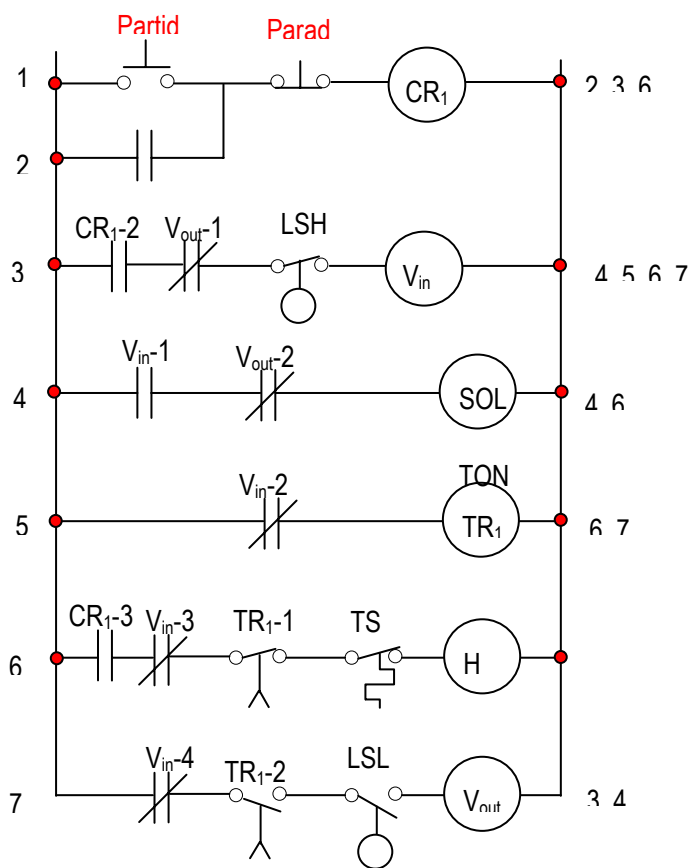 Partid
Parad
1
CR₁
2 3 6
2
CR₁-2
Vout-1
LSH
3
Vin
4 5 6 7
Vin-1
Vout-2
4
SOL
4 6
Vin-2
TON
5
TR₁
6 7
CR₁-3
Vin-3
TR₁-1
TS
6
H
Vin-4
TR₁-2
LSL
7
Vout
3 4